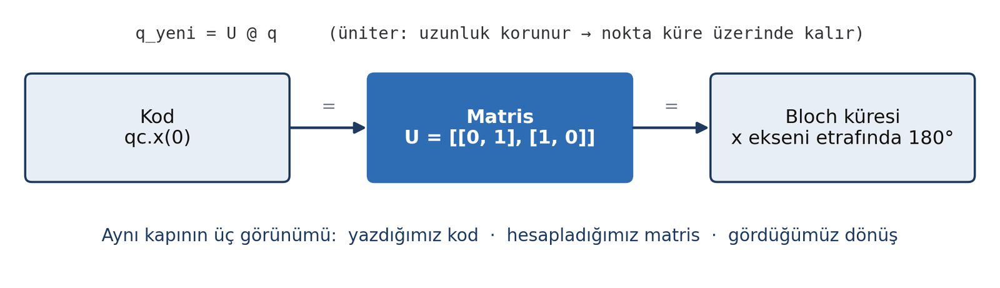 q_yeni = U @ q     (üniter: uzunluk korunur → nokta küre üzerinde kalır)
Kod
qc.x(0)
=
Matris
U = [[0, 1], [1, 0]]
=
Bloch küresi
x ekseni etrafında 180°
Aynı kapının üç görünümü:  yazdığımız kod  ·  hesapladığımız matris  ·  gördüğümüz dönüş